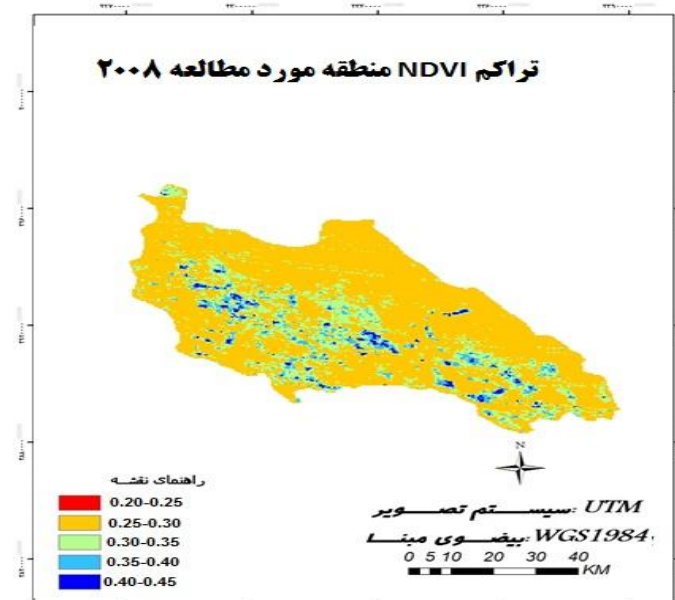 تراکم NDVI منطقه مورد مطالعه ۲۰۰۸
N
راهنمای نقشه
0.20-0.25
0.25-0.30
0.30-0.35
0.35-0.40
0.40-0.45
سیستم تصویر: UTM
بیضوی مبنا: WGS1984
0 5 10 20 30 40
KM